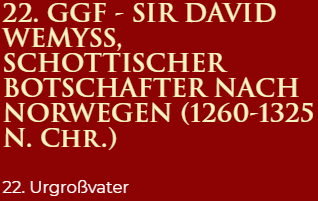 22. GGF - SIR DAVID
WEMYSS,
SCHOTTISCHER
BOTSCHAFTER NACH
NORWEGEN (1260-1325
N. CHR.)
22. Urgroßvater